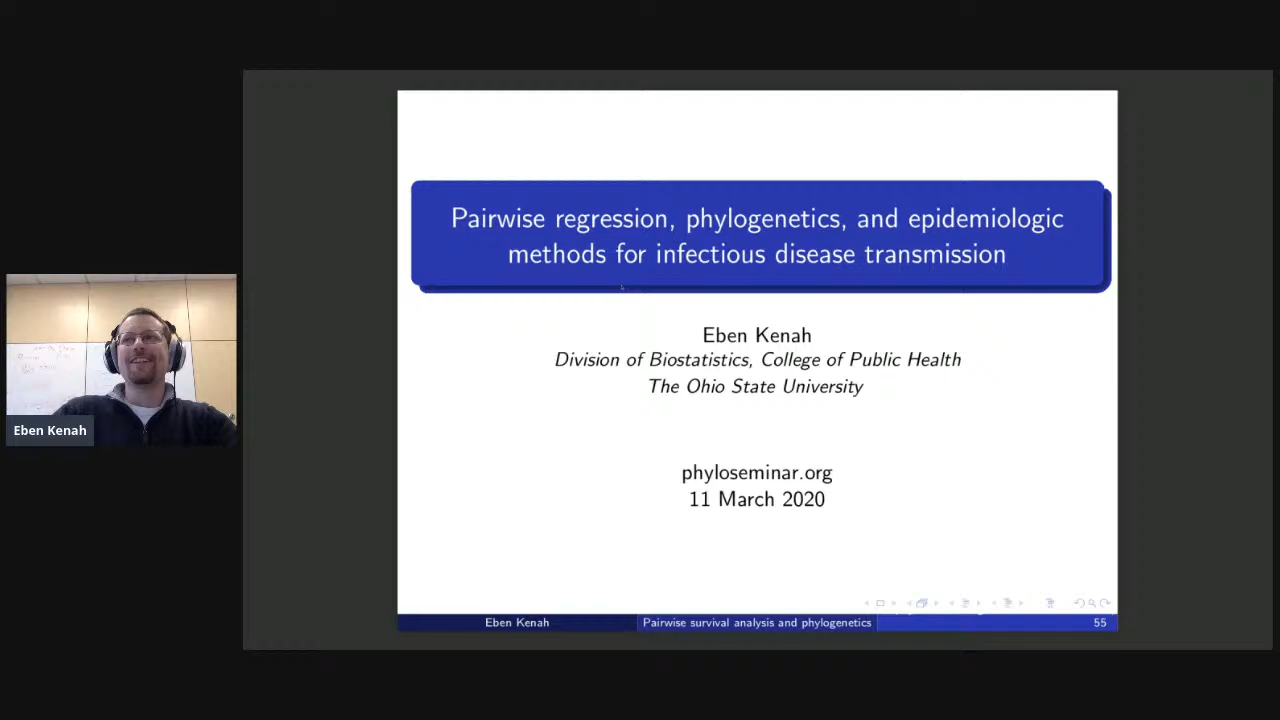 Pairwise regression, phylogenetics, and epidemiologic
methods for infectious disease transmission
Eben Kenah
Division of Biostatistics, College of Public Health
The Ohio State University
phyloseminar.org
11 March 2020
Eben Kenah
Pairwise survival analysis and phylogenetics
55
Eben Kenah